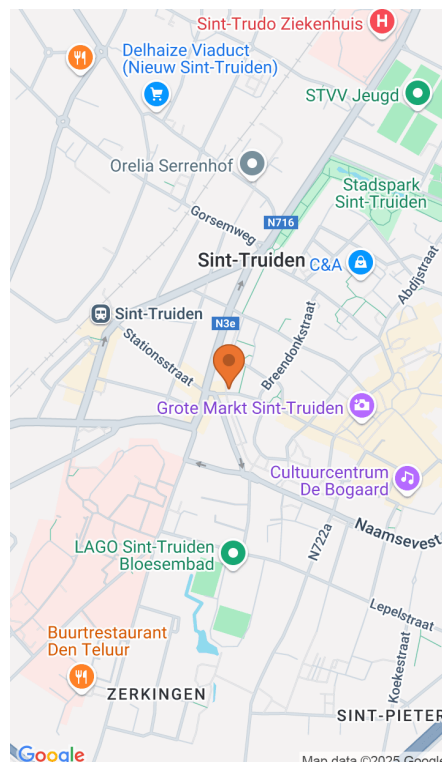 Sint-Trudo Ziekenhuis
H
Delhaize Viaduct
(Nieuw Sint-Truiden)
STVV Jeugd
Orelia Serrenhof
Stadspark
Sint-Truiden
Gorsemweg
N716
Sint-Truiden
C&A
Abdijstraat
Sint-Truiden
N3e
Breendonkstraat
Stationsstraat
Grote Markt Sint-Truiden
Cultuurcentrum
De Bogaard
Naamsevest
N722a
LAGO Sint-Truiden
Bloesembad
Lepelstraat
Buurtrestaurant
Den Teluur
Koekestraat
ZERKINGEN
SINT-PIETER
Google
Map data ©2025 Google